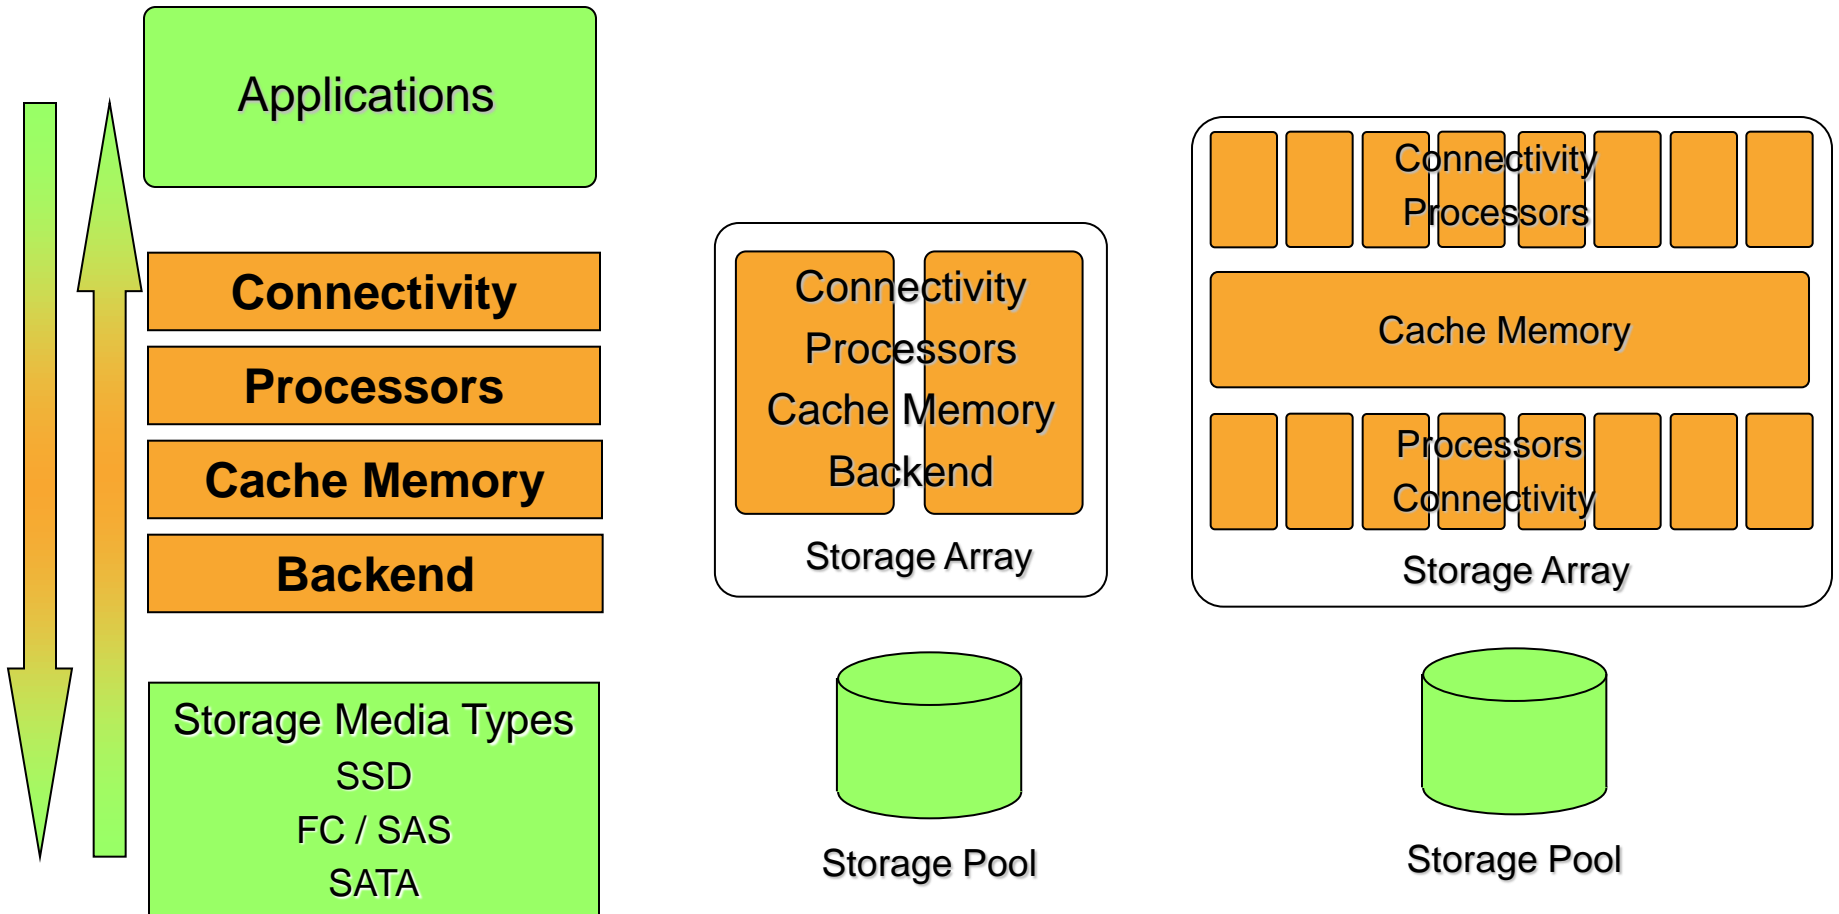 Applications
Connectivity
Processors
Cache Memory
Backend
Storage Media Types
SSD
FC / SAS
SATA
Connectivity
Processors
Cache Memory
Backend
Storage Array
Storage Pool
Connectivity
Processors
Cache Memory
Processors
Connectivity
Storage Array
Storage Pool